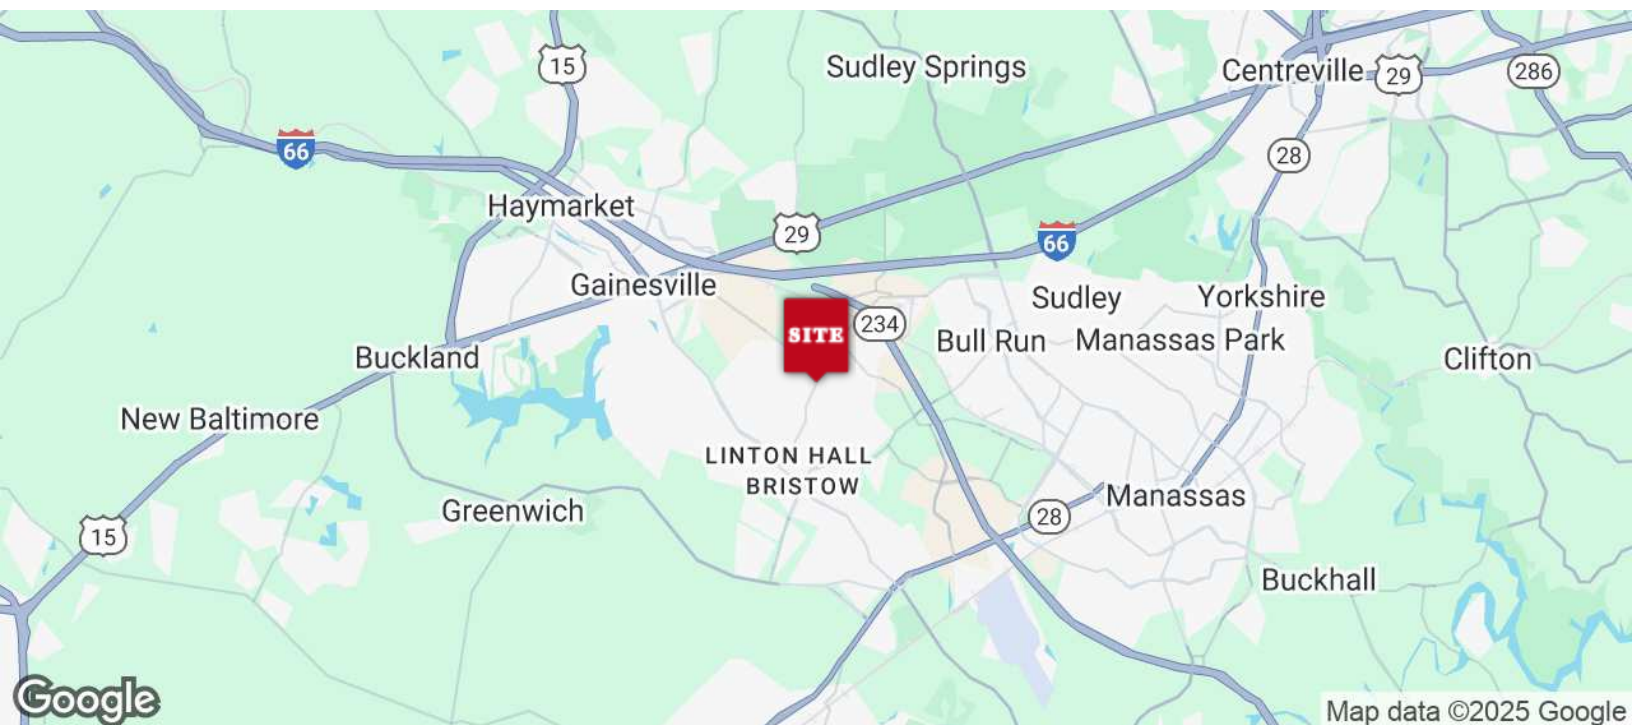 15
Sudley Springs
Centreville
29
286
66
28
Haymarket
29
66
Gainesville
Sudley
Yorkshire
SITE
234
Bull Run
Manassas Park
Buckland
Clifton
New Baltimore
LINTON HALL
BRISTOW
Greenwich
Manassas
28
15
Buckhall
Google
Map data ©2025 Google